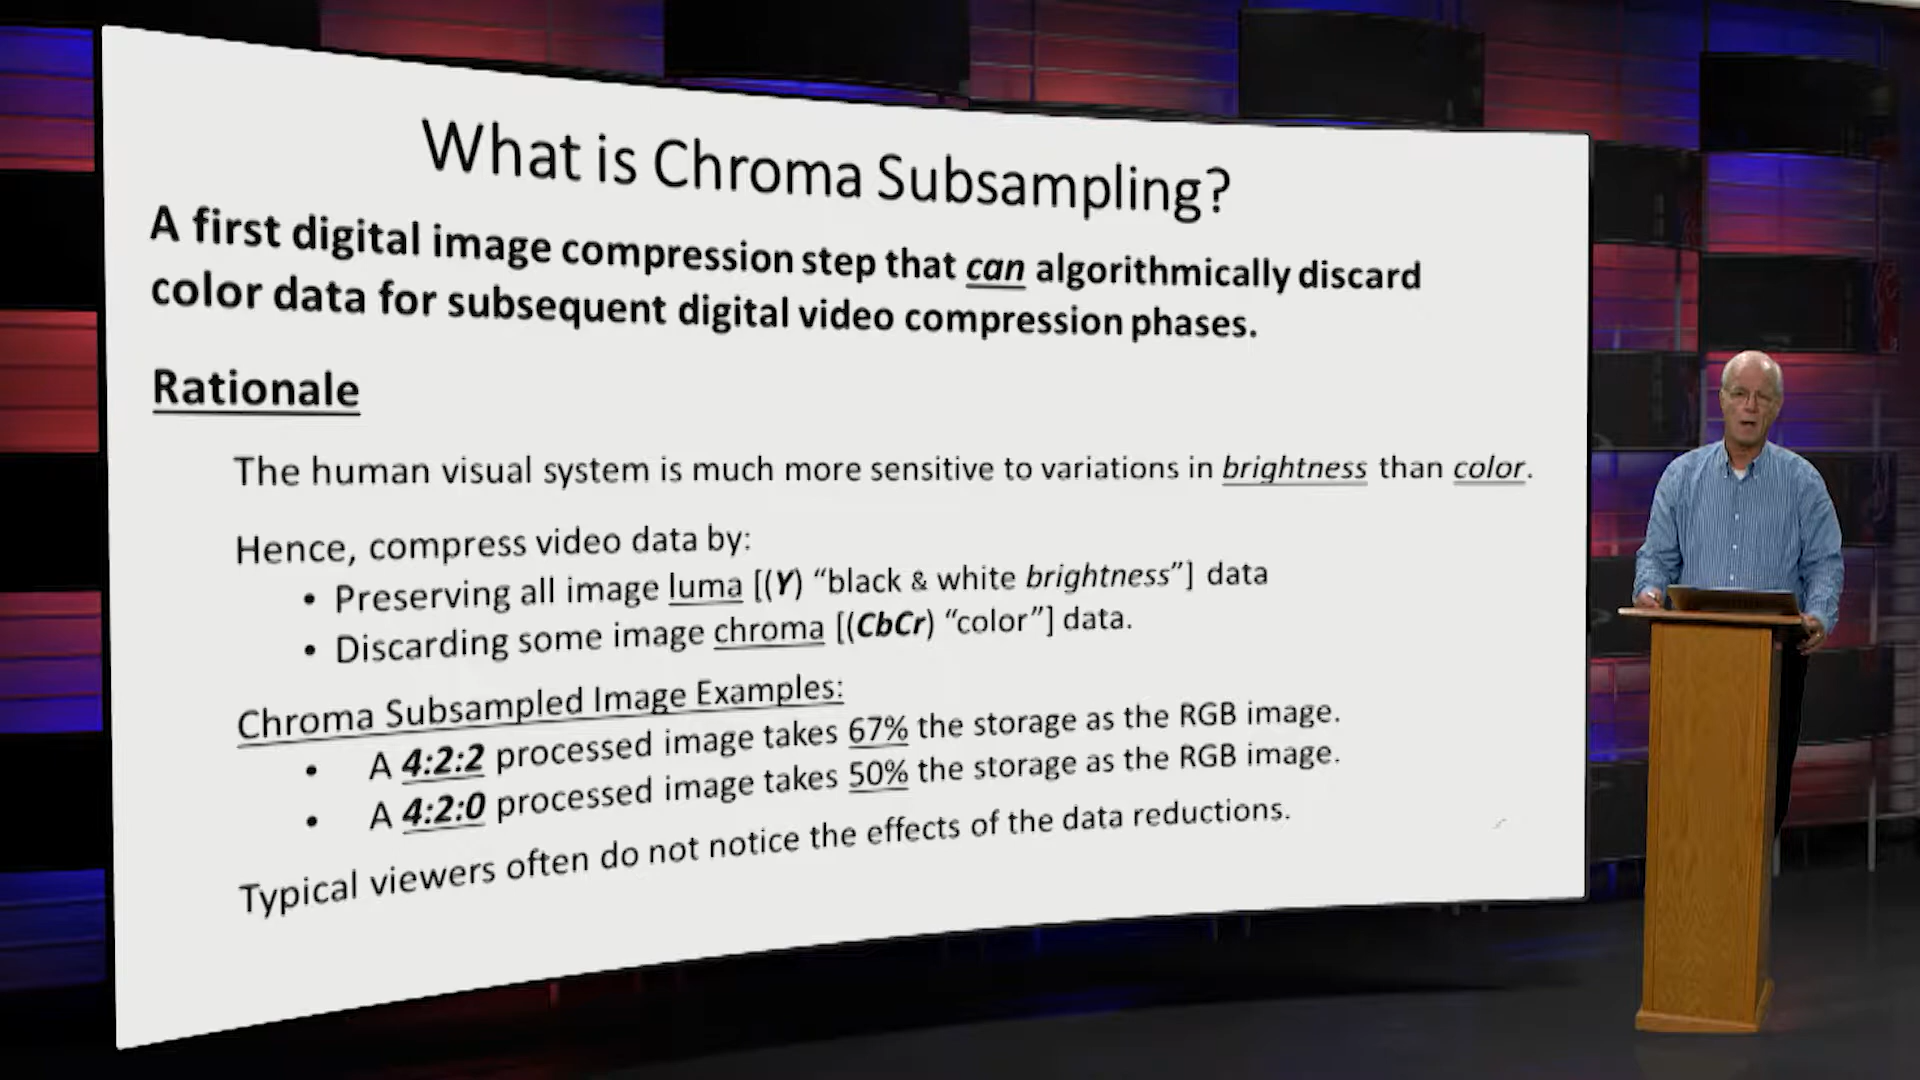 What is Chroma Subsampling?
A first digital image compression step that can algorithmically discard
color data for subsequent digital video compression phases.
Rationale
The human visual system is much more sensitive to variations in brightness than color.
Hence, compress video data by:
• Preserving all image luma [(Y) “black & white brightness”] data
• Discarding some image chroma [(CbCr) “color”] data.
Chroma Subsampled Image Examples:
• A 4:2:2 processed image takes 67% the storage as the RGB image.
• A 4:2:0 processed image takes 50% the storage as the RGB image.
Typical viewers often do not notice the effects of the data reductions.